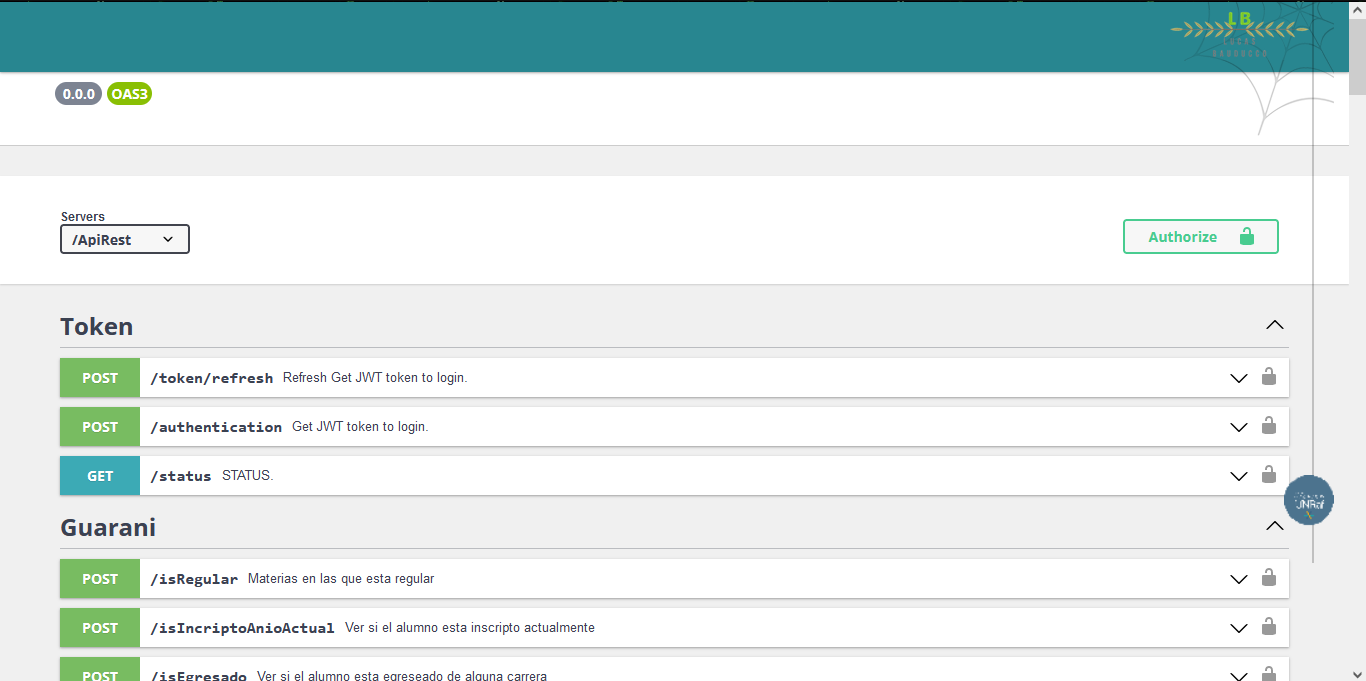 LB
0.0.0 OAS3
Servers
/ApiRest
Authorize
Token
POST /token/refresh Refresh Get JWT token to login.
POST /authentication Get JWT token to login.
GET /status STATUS.
Guarani
POST /isRegular Materias en las que esta regular
POST /isIncriptoAnioActual Ver si el alumno esta inscripto actualmente
POST /isEgresado Ver si el alumno esta egreseado de alguna carrera